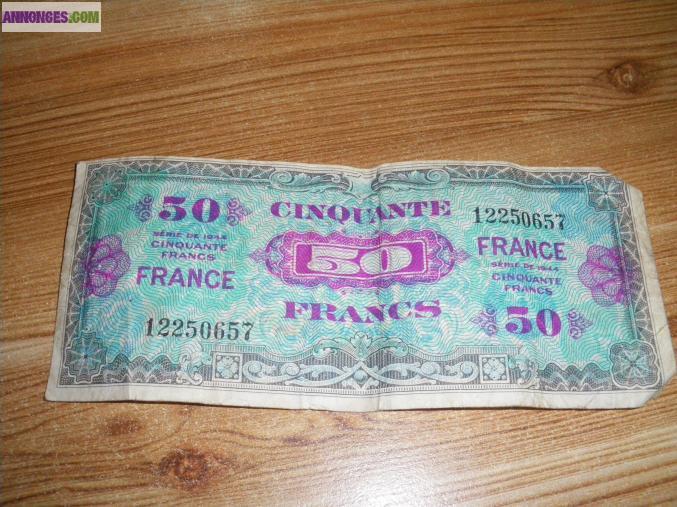 ANNONCES.COM
50
SÉRIE DE 1944
CINQUANTE
FRANCS
FRANCE
12250657
CINQUANTE
50
FRANCS
12250657
FRANCE
SÉRIE DE 1944
CINQUANTE
FRANCS
50